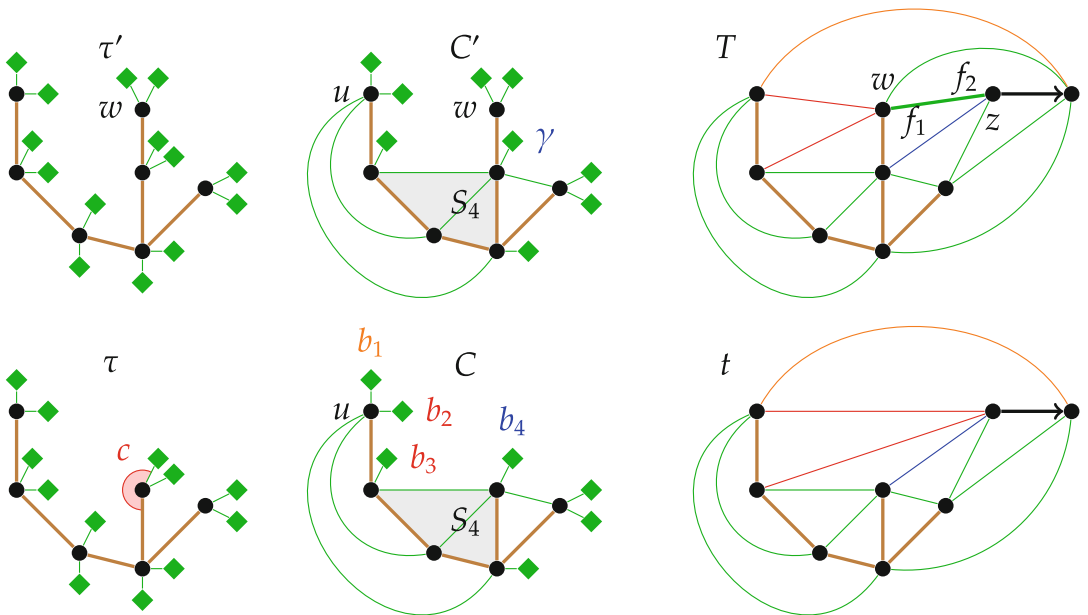 τ′
w
C′
u
w
γ
S₄
T
w
f₂
f₁
z
τ
c
b₁
C
u
b₂
b₃
b₄
S₄
t